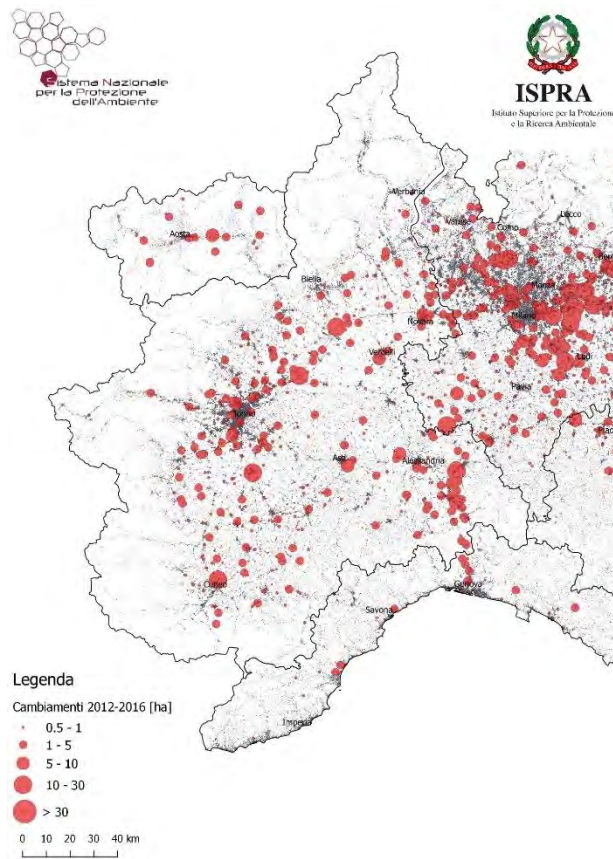 Sistema Nazionale
per la Protezione
dell'Ambiente
ISPRA
Istituto Superiore per la Protezione
e la Ricerca Ambientale
Verbania
Lecco
Varese
Como
Aosta
Biella
Monza
Milano
Novara
Vercelli
Lodi
Pavia
Torino
Asti
Alessandria
Cuneo
Genova
Savona
Imperia
Legenda
Cambiamenti 2012-2016 [ha]
0.5 - 1
1 - 5
5 - 10
10 - 30
> 30
0 10 20 30 40 km